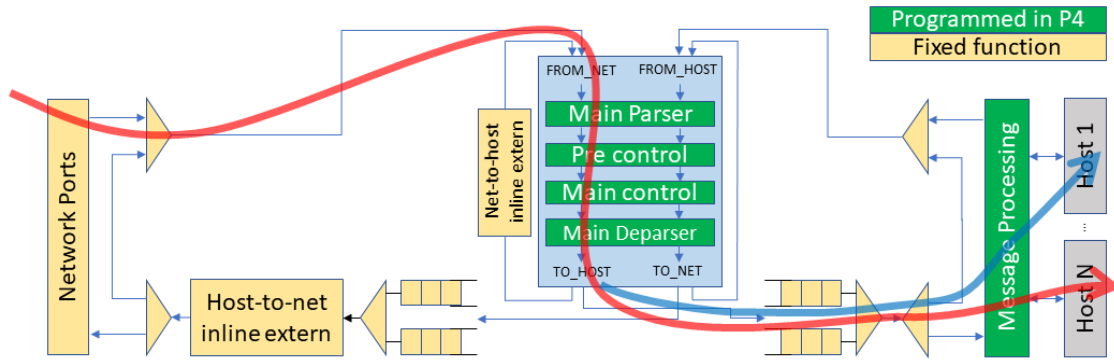 Programmed in P4
Fixed function
FROM_NET
FROM_HOST
Main Parser
Pre control
Main control
Main Deparser
TO_HOST
TO_NET
Net-to-host
inline extern
Network Ports
Host-to-net
inline extern
Message Processing
Host 1
...
Host N